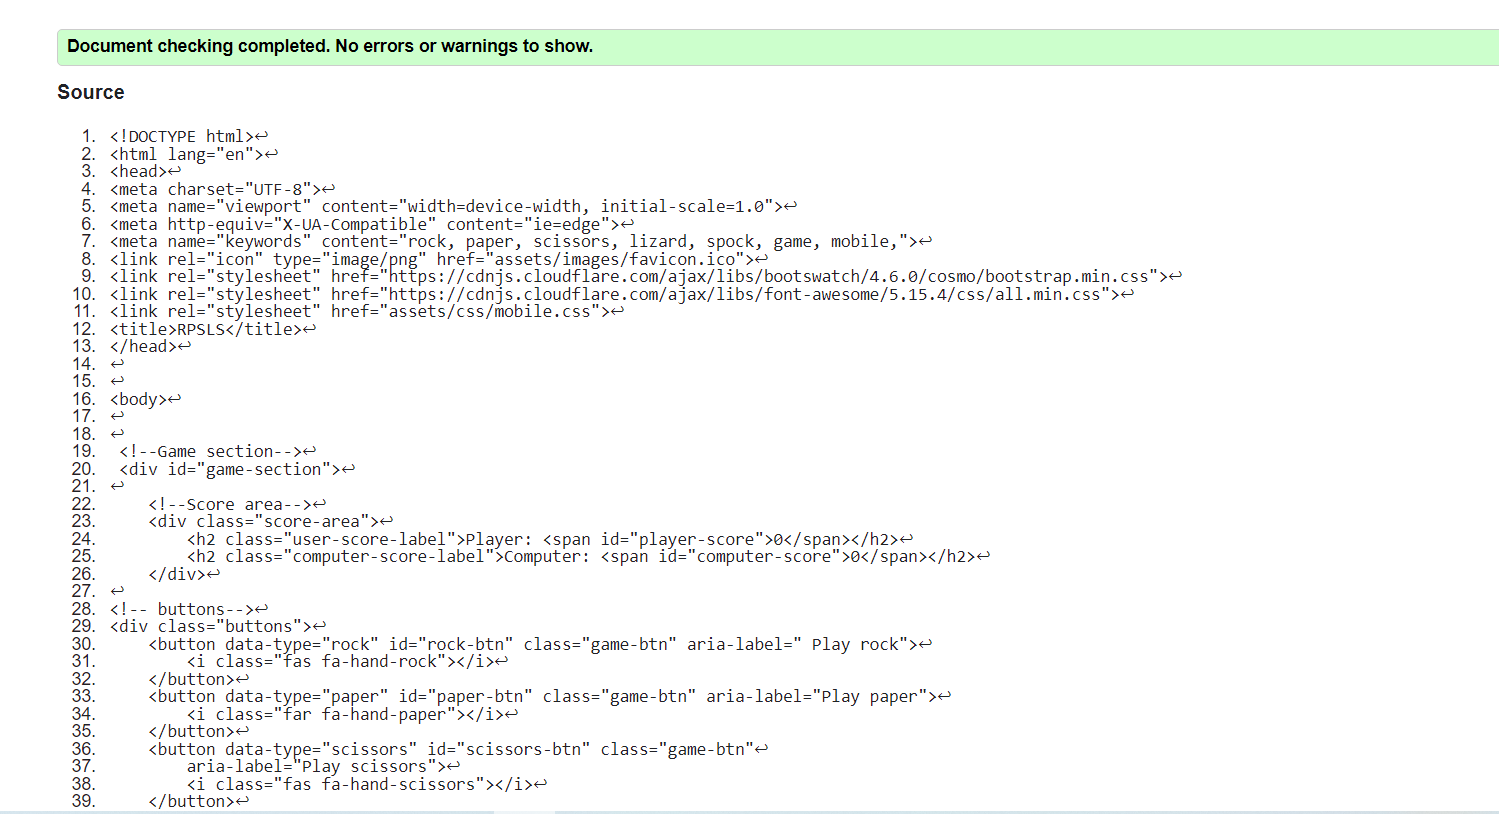 Document checking completed. No errors or warnings to show.
Source
1. <!DOCTYPE html>↩
2. <html lang="en">↩
3. <head>↩
4. <meta charset="UTF-8">↩
5. <meta name="viewport" content="width=device-width, initial-scale=1.0">↩
6. <meta http-equiv="X-UA-Compatible" content="ie=edge">↩
7. <meta name="keywords" content="rock, paper, scissors, lizard, spock, game, mobile,">↩
8. <link rel="icon" type="image/png" href="assets/images/favicon.ico">↩
9. <link rel="stylesheet" href="https://cdnjs.cloudflare.com/ajax/libs/bootswatch/4.6.0/cosmo/bootstrap.min.css">↩
10. <link rel="stylesheet" href="https://cdnjs.cloudflare.com/ajax/libs/font-awesome/5.15.4/css/all.min.css">↩
11. <link rel="stylesheet" href="assets/css/mobile.css">↩
12. <title>RPSLS</title>↩
13. </head>↩
14. ↩
15. ↩
16. <body>↩
17. ↩
18. ↩
19.  <!--Game section-->↩
20.  <div id="game-section">↩
21. ↩
22.     <!--Score area-->↩
23.     <div class="score-area">↩
24.         <h2 class="user-score-label">Player: <span id="player-score">0</span></h2>↩
25.         <h2 class="computer-score-label">Computer: <span id="computer-score">0</span></h2>↩
26.     </div>↩
27. ↩
28. <!-- buttons-->↩
29. <div class="buttons">↩
30.     <button data-type="rock" id="rock-btn" class="game-btn" aria-label=" Play rock">↩
31.         <i class="fas fa-hand-rock"></i>↩
32.     </button>↩
33.     <button data-type="paper" id="paper-btn" class="game-btn" aria-label="Play paper">↩
34.         <i class="far fa-hand-paper"></i>↩
35.     </button>↩
36.     <button data-type="scissors" id="scissors-btn" class="game-btn"↩
37.         aria-label="Play scissors">↩
38.         <i class="fas fa-hand-scissors"></i>↩
39.     </button>↩